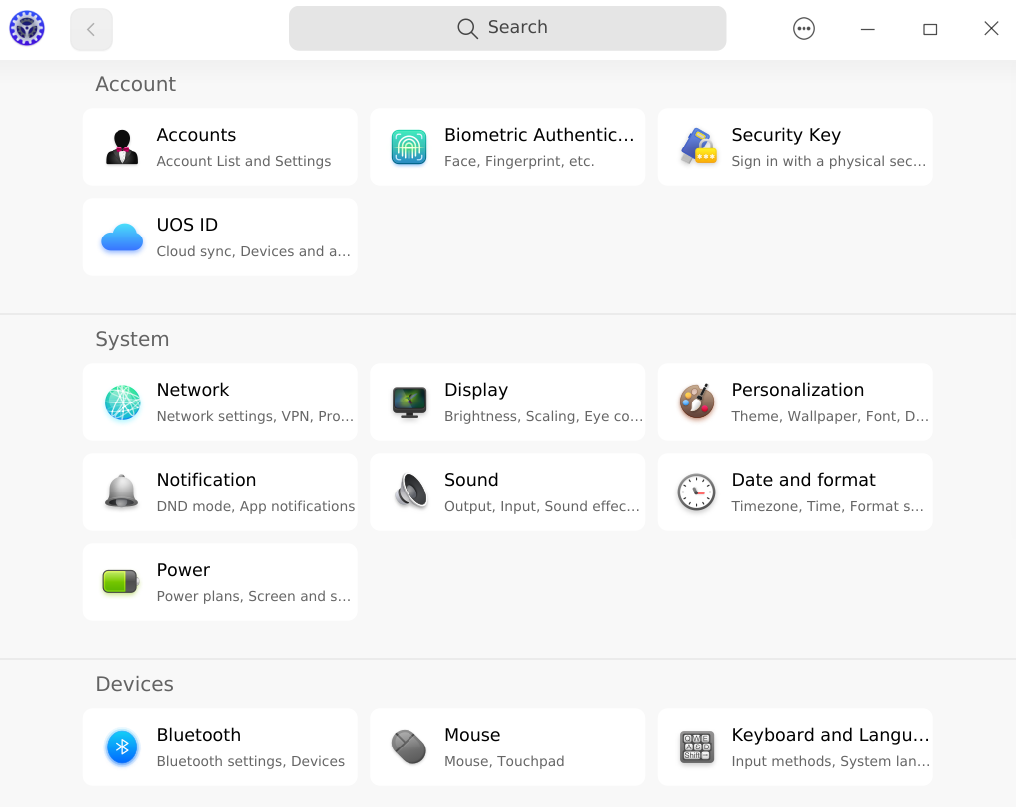 Search
Account
Accounts
Account List and Settings
Biometric Authentic...
Face, Fingerprint, etc.
Security Key
Sign in with a physical sec...
UOS ID
Cloud sync, Devices and a...
System
Network
Network settings, VPN, Pro...
Display
Brightness, Scaling, Eye co...
Personalization
Theme, Wallpaper, Font, D...
Notification
DND mode, App notifications
Sound
Output, Input, Sound effec...
Date and format
Timezone, Time, Format s...
Power
Power plans, Screen and s...
Devices
Bluetooth
Bluetooth settings, Devices
Mouse
Mouse, Touchpad
Keyboard and Langu...
Input methods, System lan...